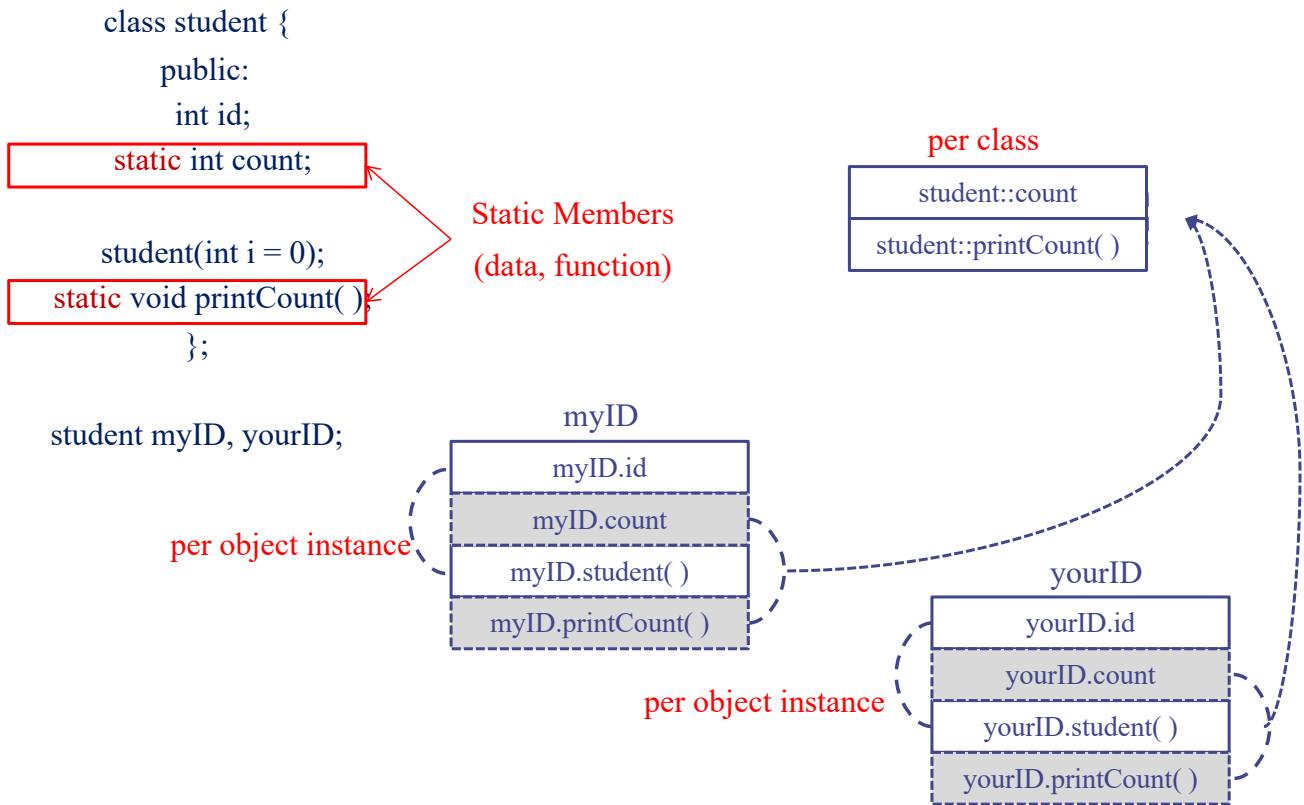 class student {
public:
int id;
static int count;
student(int i = 0);
static void printCount( );
};
student myID, yourID;
Static Members
(data, function)
per class
student::count
student::printCount( )
myID
myID.id
myID.count
myID.student( )
myID.printCount( )
per object instance
yourID
yourID.id
yourID.count
yourID.student( )
yourID.printCount( )
per object instance